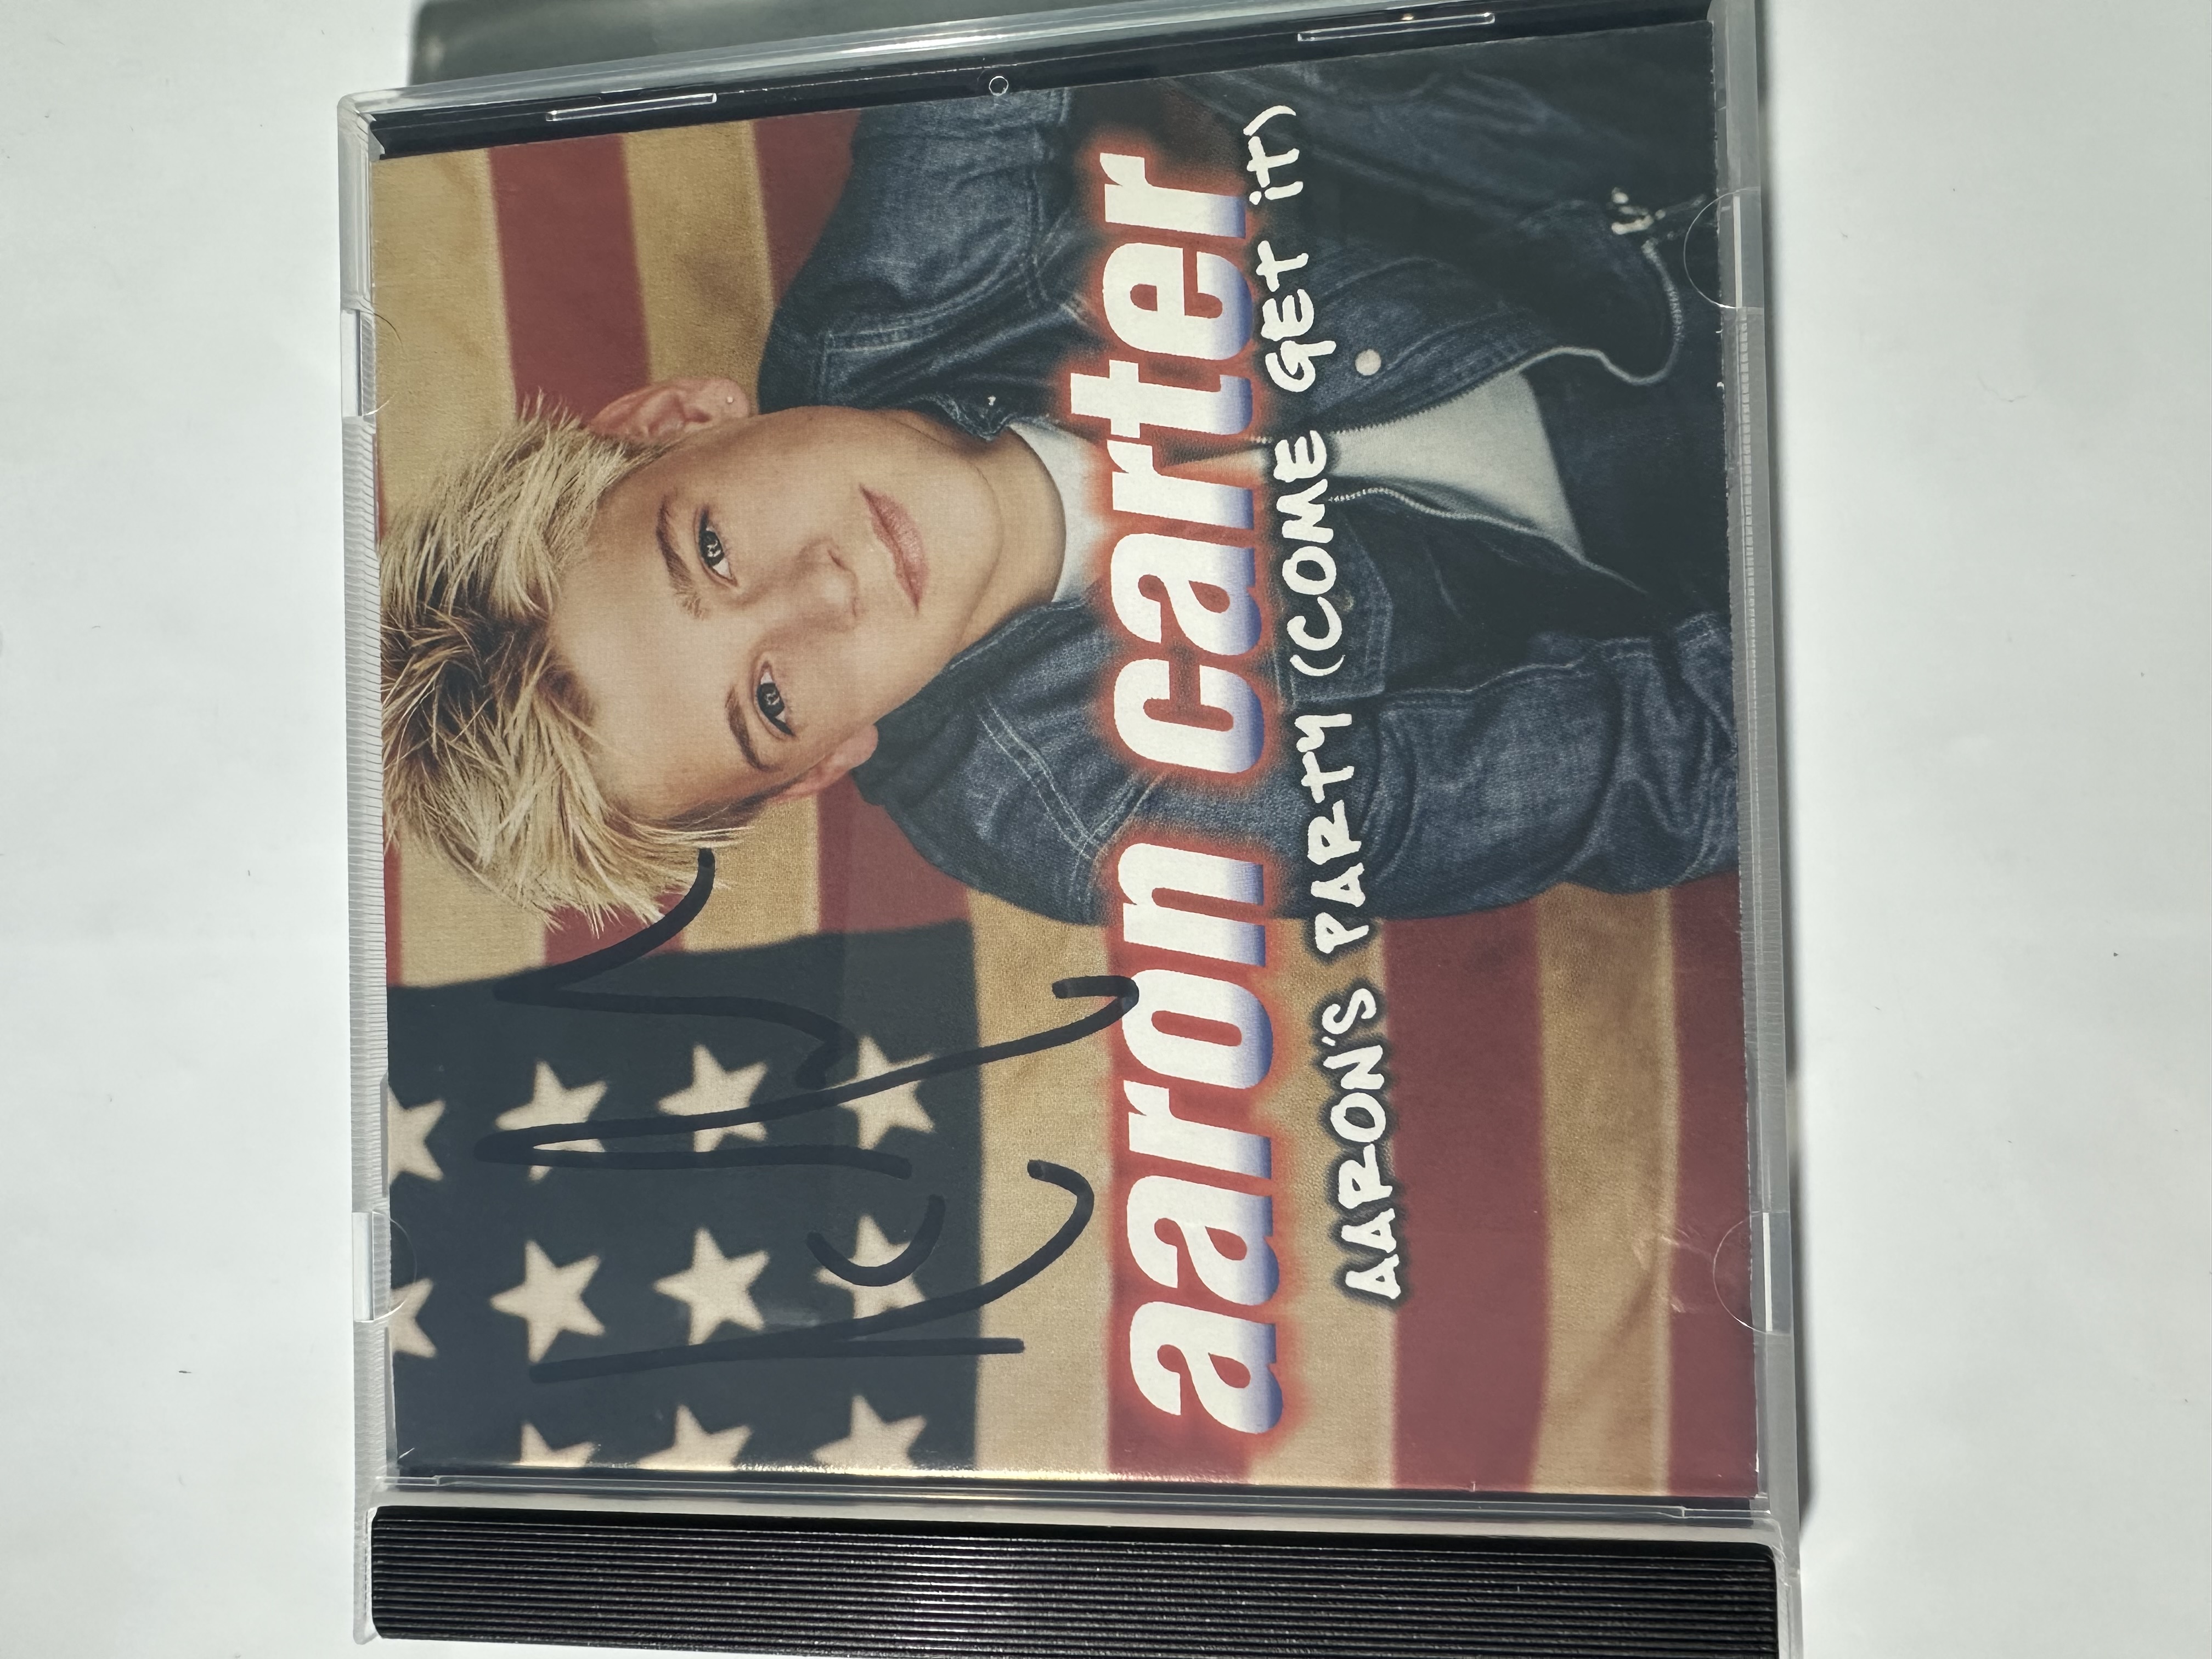 aaron carter
AARON'S PARTY (COME GET IT)